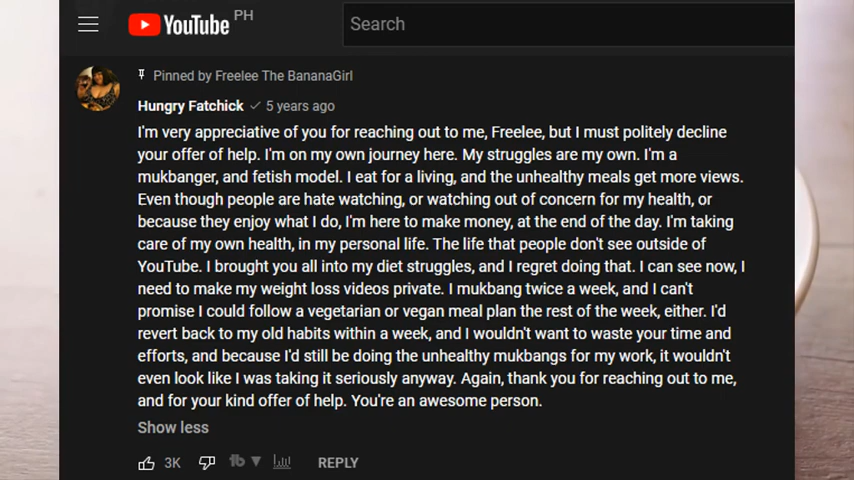 YouTube PH
Search
Pinned by Freelee The BananaGirl
Hungry Fatchick 5 years ago
I'm very appreciative of you for reaching out to me, Freelee, but I must politely decline
your offer of help. I'm on my own journey here. My struggles are my own. I'm a
mukbanger, and fetish model. I eat for a living, and the unhealthy meals get more views.
Even though people are hate watching, or watching out of concern for my health, or
because they enjoy what I do, I'm here to make money, at the end of the day. I'm taking
care of my own health, in my personal life. The life that people don't see outside of
YouTube. I brought you all into my diet struggles, and I regret doing that. I can see now, I
need to make my weight loss videos private. I mukbang twice a week, and I can't
promise I could follow a vegetarian or vegan meal plan the rest of the week, either. I'd
revert back to my old habits within a week, and I wouldn't want to waste your time and
efforts, and because I'd still be doing the unhealthy mukbangs for my work, it wouldn't
even look like I was taking it seriously anyway. Again, thank you for reaching out to me,
and for your kind offer of help. You're an awesome person.
Show less
3K REPLY